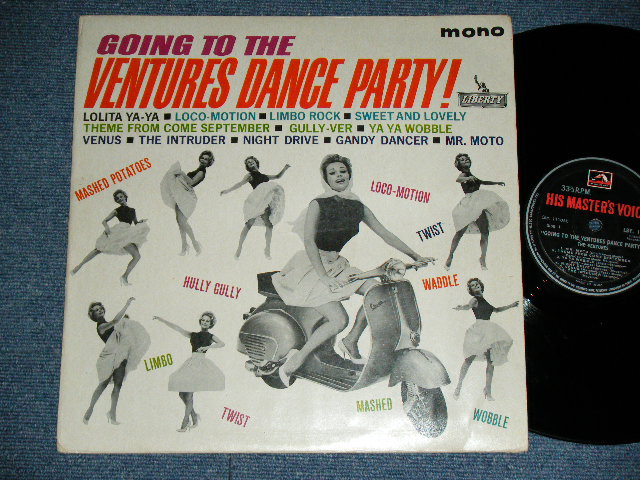 mono
GOING TO THE
VENTURES DANCE PARTY!
LIBERTY
LOLITA YA-YA ■ LOCO-MOTION ■ LIMBO ROCK ■ SWEET AND LOVELY
THEME FROM COME SEPTEMBER ■ GULLY-VER ■ YA YA WOBBLE
VENUS ■ THE INTRUDER ■ NIGHT DRIVE ■ GANDY DANCER ■ MR. MOTO
MASHED POTATOES
LOCO-MOTION
TWIST
HULLY GULLY
WADDLE
LIMBO
TWIST
MASHED
WOBBLE
33⅓ RPM
HIS MASTER'S VOIC
"GOING TO THE VENTURES DANCE PARTY
THE VENTURES